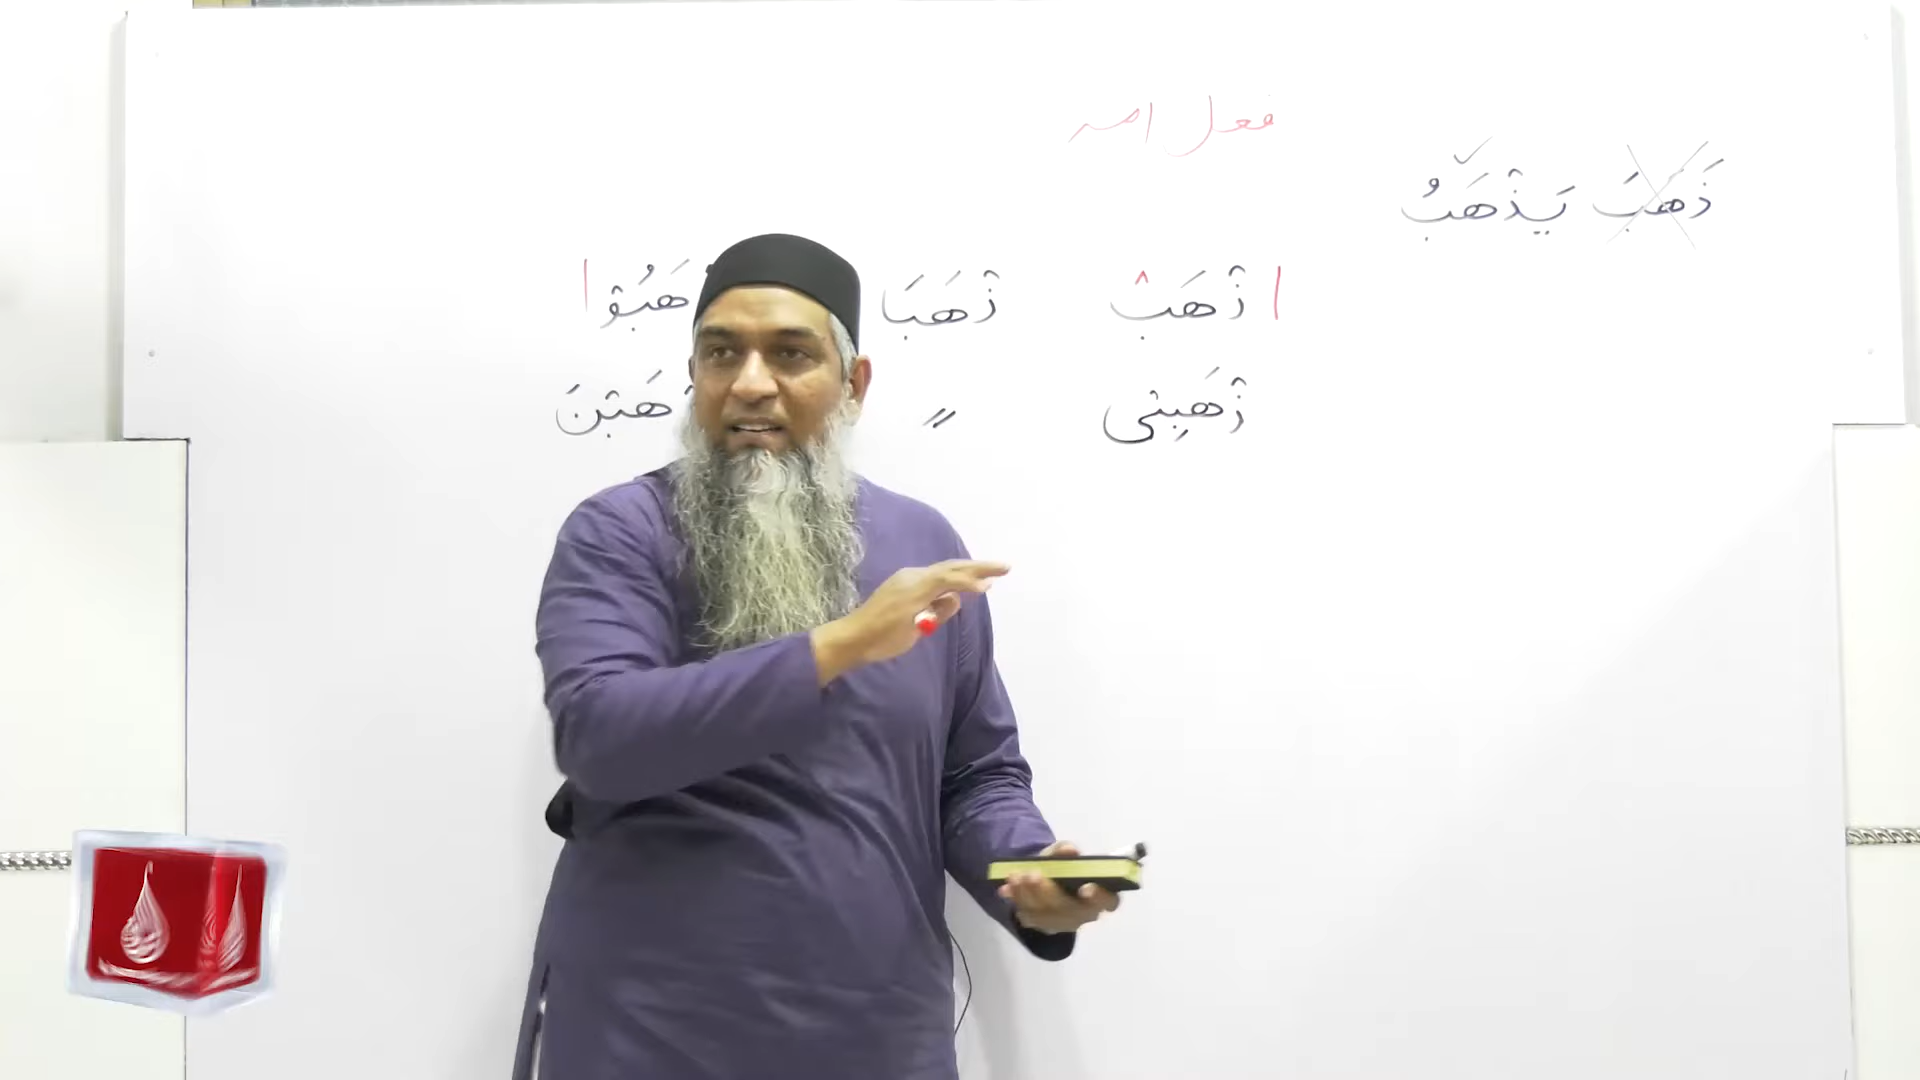 فعل امر
ذَهَبَ يَذْهَبُ
ا ذْهَبْ ذْهَبَا هَبُوْا
ذْهَبِىْ 〃 هَبْنَ